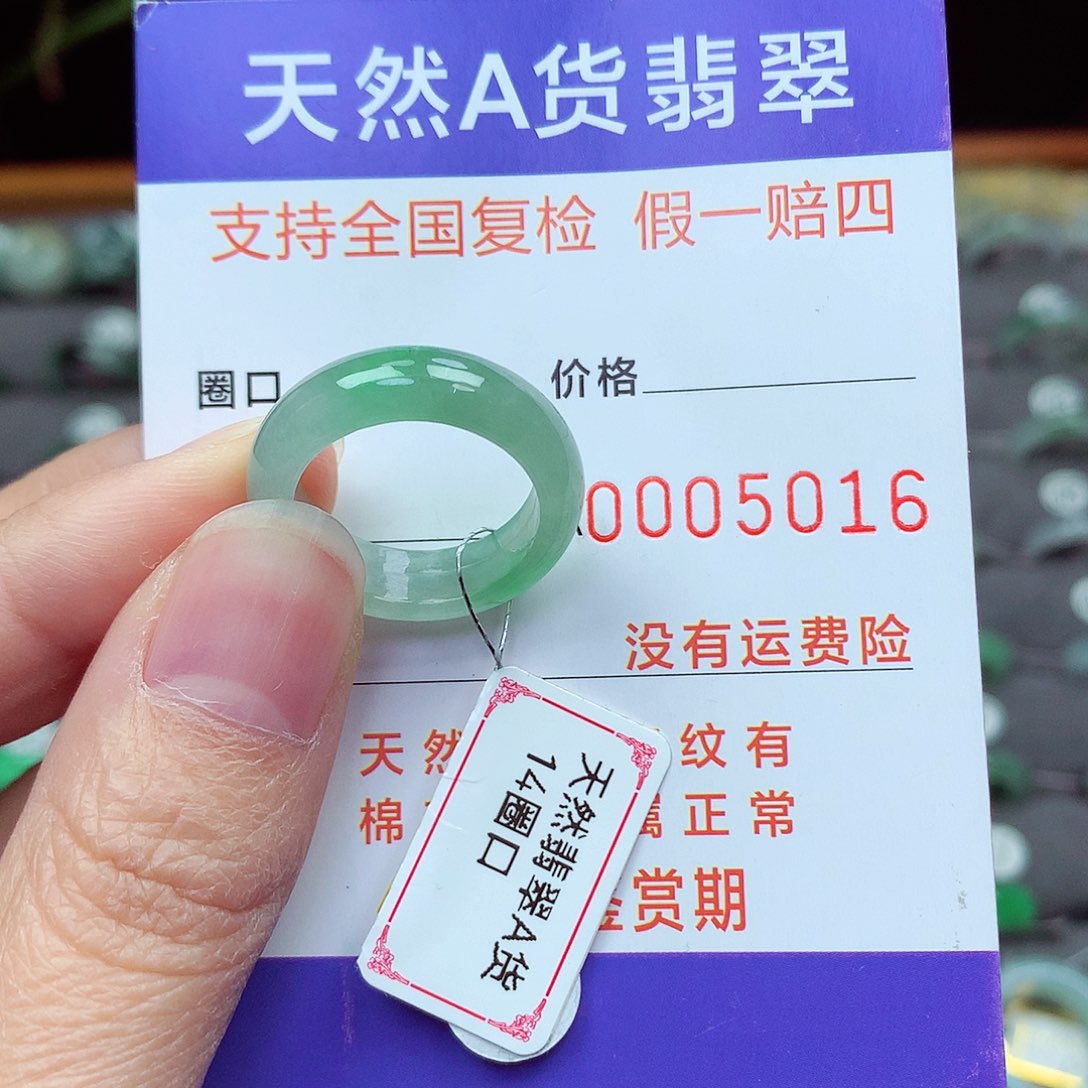 天然A货翡翠
支持全国复检 假一赔四
圈口 价格
0005016
没有运费险
天然 纹有
棉 属正常
赏期
天然翡翠A货
14圈口